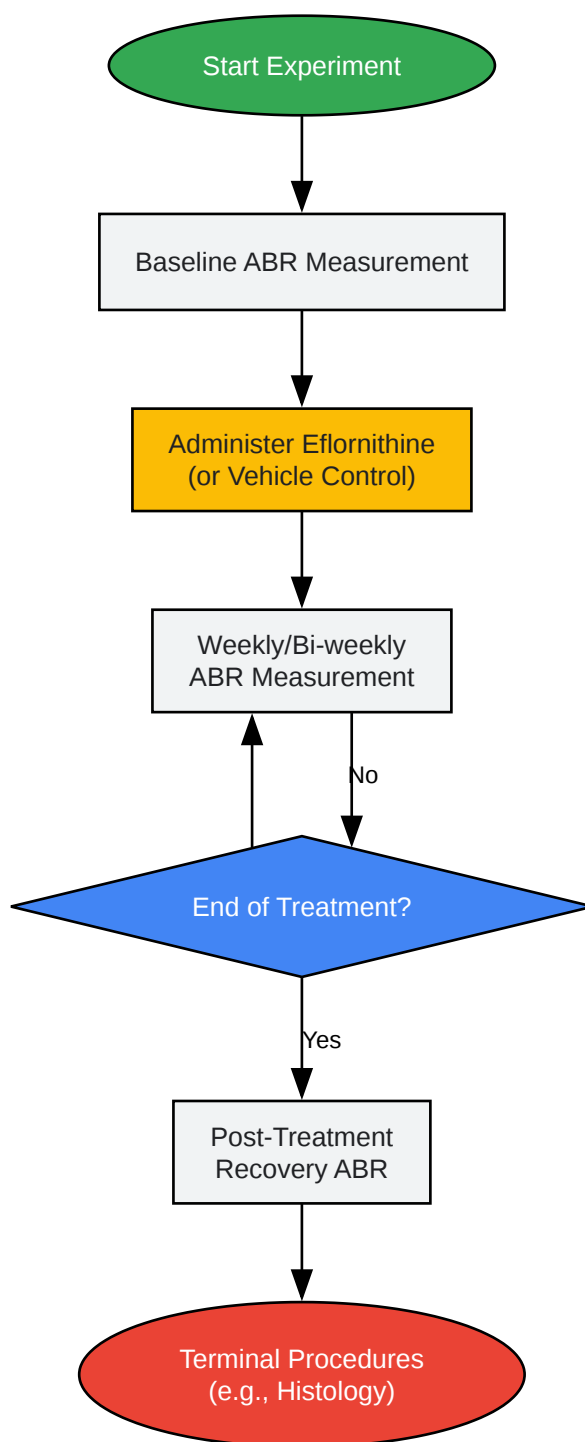 Start Experiment
Baseline ABR Measurement
Administer Eflornithine
(or Vehicle Control)
Weekly/Bi-weekly
ABR Measurement
No
End of Treatment?
Yes
Post-Treatment
Recovery ABR
Terminal Procedures
(e.g., Histology)